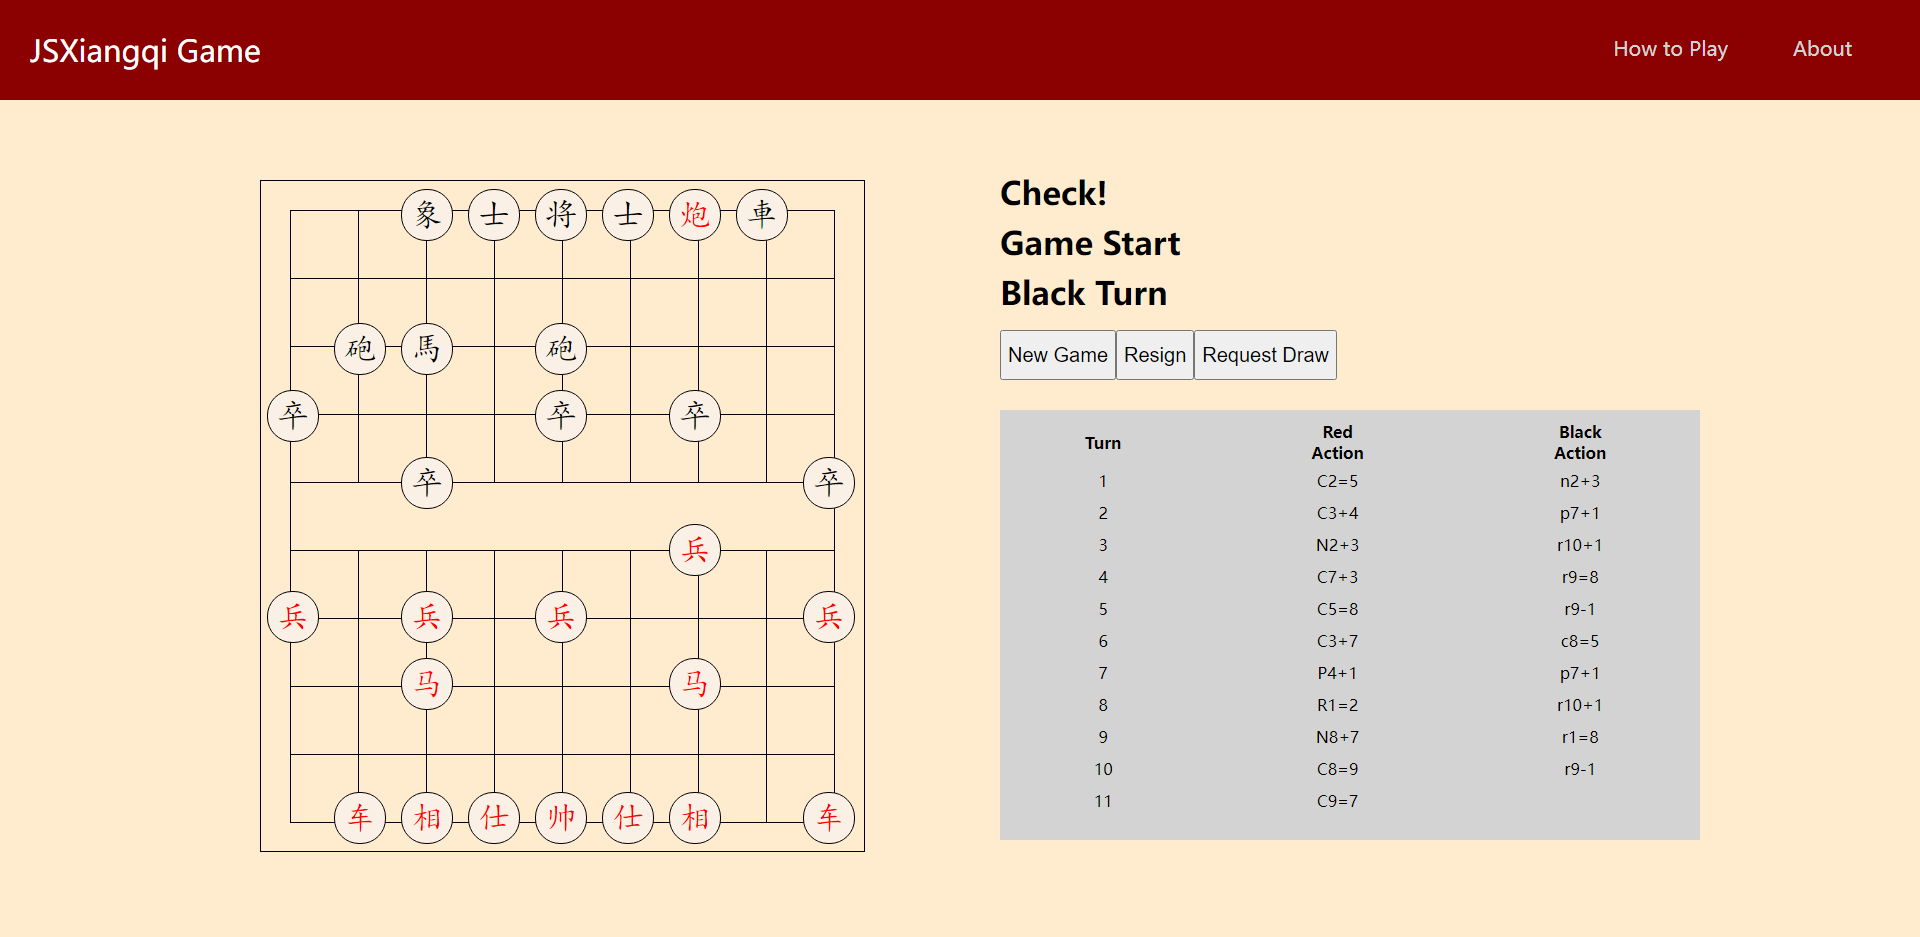 JSXiangqi Game
How to Play
About
象 士 将 士 炮 車
砲 馬 砲
卒 卒 卒
卒 卒
兵
兵 兵 兵 兵
马 马
车 相 仕 帅 仕 相 车
Check!
Game Start
Black Turn
New Game Resign Request Draw
Turn Red Action Black Action
1 C2=5 n2+3
2 C3+4 p7+1
3 N2+3 r10+1
4 C7+3 r9=8
5 C5=8 r9-1
6 C3+7 c8=5
7 P4+1 p7+1
8 R1=2 r10+1
9 N8+7 r1=8
10 C8=9 r9-1
11 C9=7